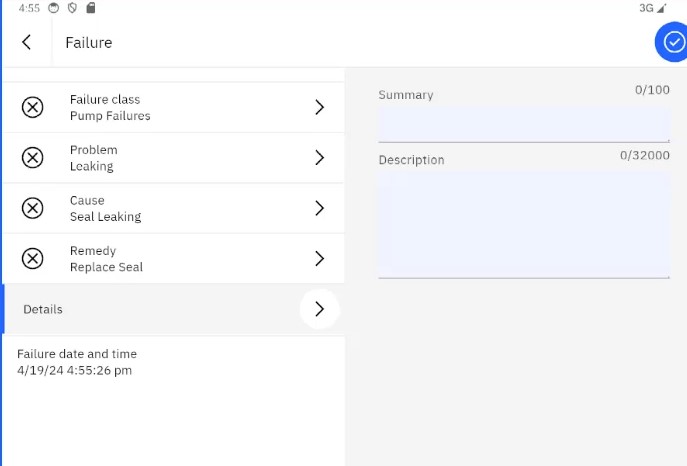 4:55
3G
Failure
Failure class
Pump Failures
Problem
Leaking
Cause
Seal Leaking
Remedy
Replace Seal
Details
Failure date and time
4/19/24 4:55:26 pm
Summary
0/100
Description
0/32000